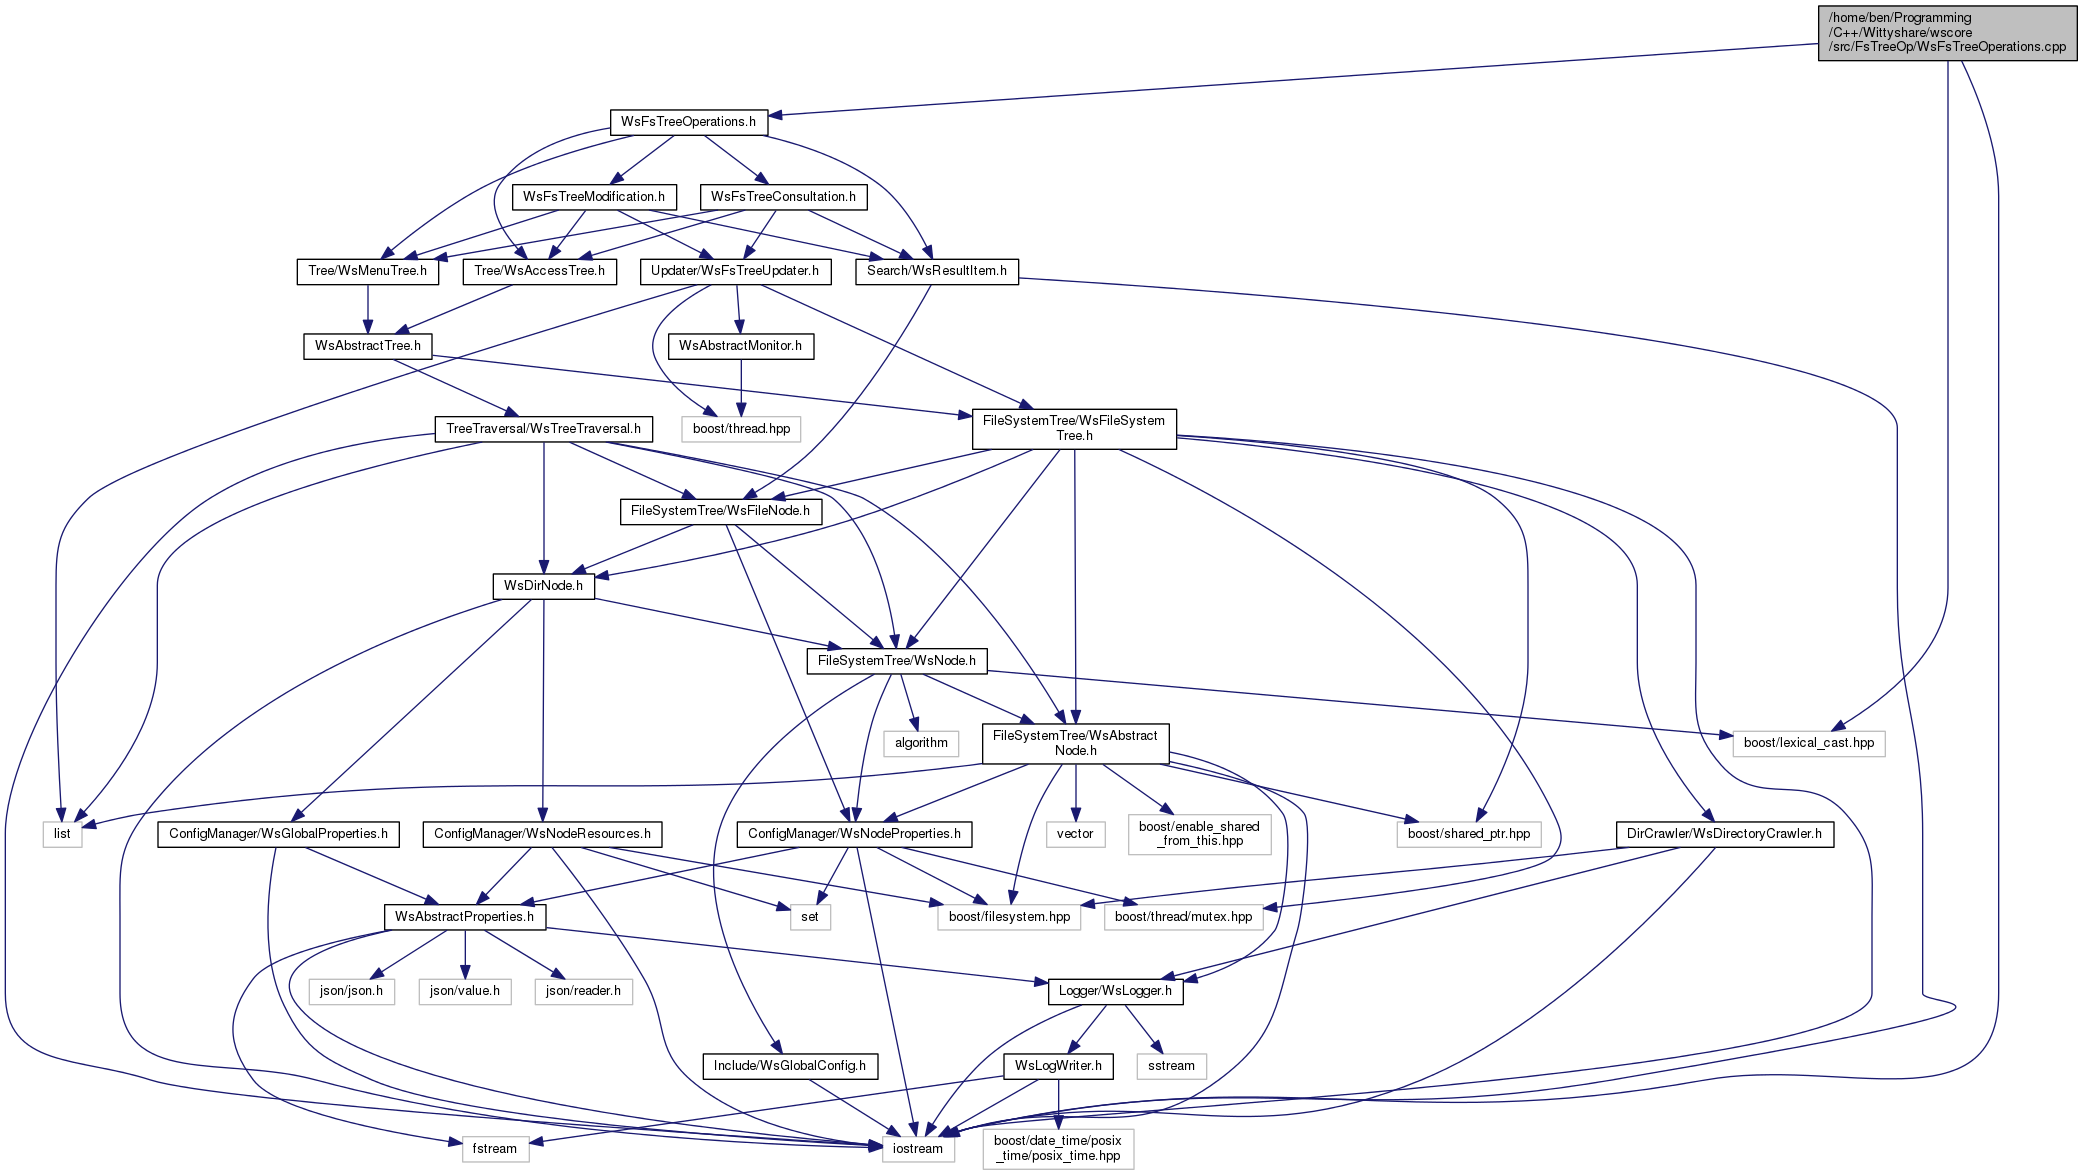 /home/ben/Programming
/C++/Wittyshare/wscore
/src/FsTreeOp/WsFsTreeOperations.cpp
WsFsTreeOperations.h
WsFsTreeModification.h
WsFsTreeConsultation.h
Tree/WsMenuTree.h
Tree/WsAccessTree.h
Updater/WsFsTreeUpdater.h
Search/WsResultItem.h
WsAbstractTree.h
WsAbstractMonitor.h
TreeTraversal/WsTreeTraversal.h
boost/thread.hpp
FileSystemTree/WsFileSystem
Tree.h
FileSystemTree/WsFileNode.h
WsDirNode.h
FileSystemTree/WsNode.h
algorithm
FileSystemTree/WsAbstract
Node.h
boost/lexical_cast.hpp
list
ConfigManager/WsGlobalProperties.h
ConfigManager/WsNodeResources.h
ConfigManager/WsNodeProperties.h
vector
boost/enable_shared
_from_this.hpp
boost/shared_ptr.hpp
DirCrawler/WsDirectoryCrawler.h
WsAbstractProperties.h
set
boost/filesystem.hpp
boost/thread/mutex.hpp
json/json.h
json/value.h
json/reader.h
Logger/WsLogger.h
Include/WsGlobalConfig.h
WsLogWriter.h
sstream
fstream
iostream
boost/date_time/posix
_time/posix_time.hpp